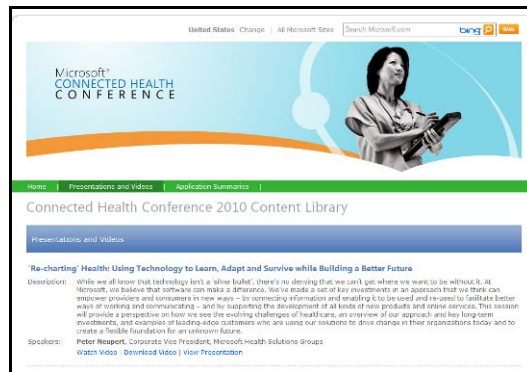 United States Change | All Microsoft Sites Search Microsoft.com bing Web
Microsoft®
CONNECTED HEALTH
CONFERENCE
Home | Presentations and Videos | Application Summaries |
Connected Health Conference 2010 Content Library
Presentations and Videos
'Re-charting' Health: Using Technology to Learn, Adapt and Survive while Building a Better Future
Description: While we all know that technology isn't a 'silver bullet', there's no denying that we can't get where we want to be without it. At
Microsoft, we believe that software can make a difference. We've made a set of key investments in an approach that we think can
empower providers and consumers in new ways – by connecting information and enabling it to be used and re-used to facilitate better
ways of working and communicating – and by supporting the development of all kinds of new products and online services. This session
will provide a perspective on how we see the evolving challenges of healthcare, an overview of our approach and key long-term
investments, and examples of leading-edge customers who are using our solutions to drive change in their organizations today and to
create a flexible foundation for an unknown future.
Speakers: Peter Neupert, Corporate Vice President, Microsoft Health Solutions Groups
Watch Video | Download Video | View Presentation